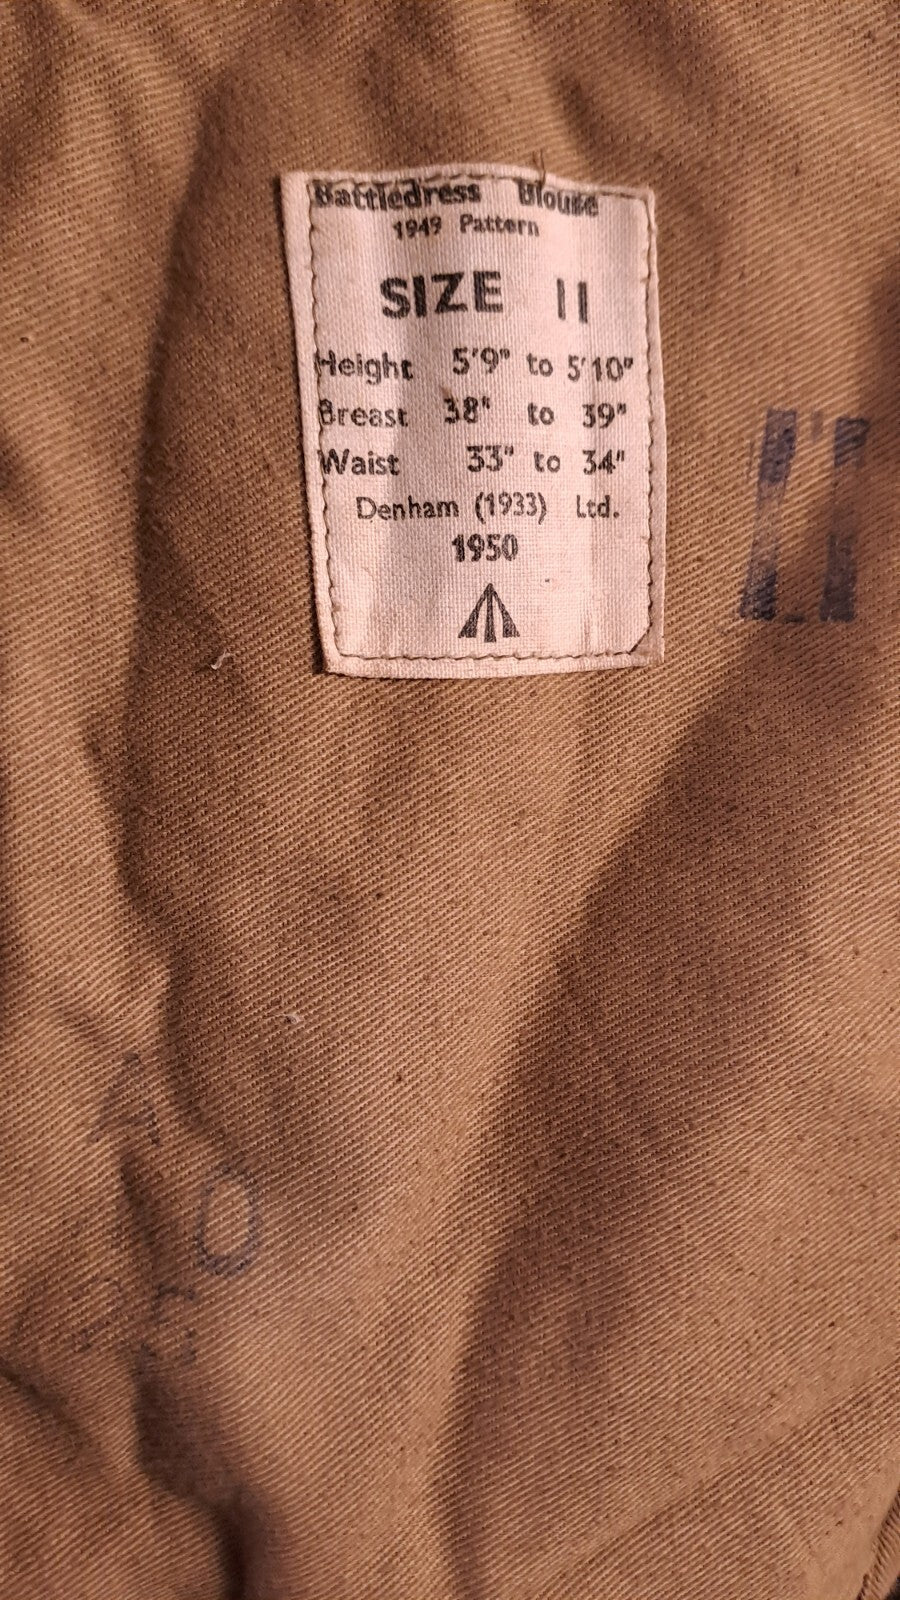 Battledress Blouse
1949 Pattern
SIZE 11
Height 5'9" to 5'10"
Breast 38" to 39"
Waist 33" to 34"
Denham (1933) Ltd.
1950
11